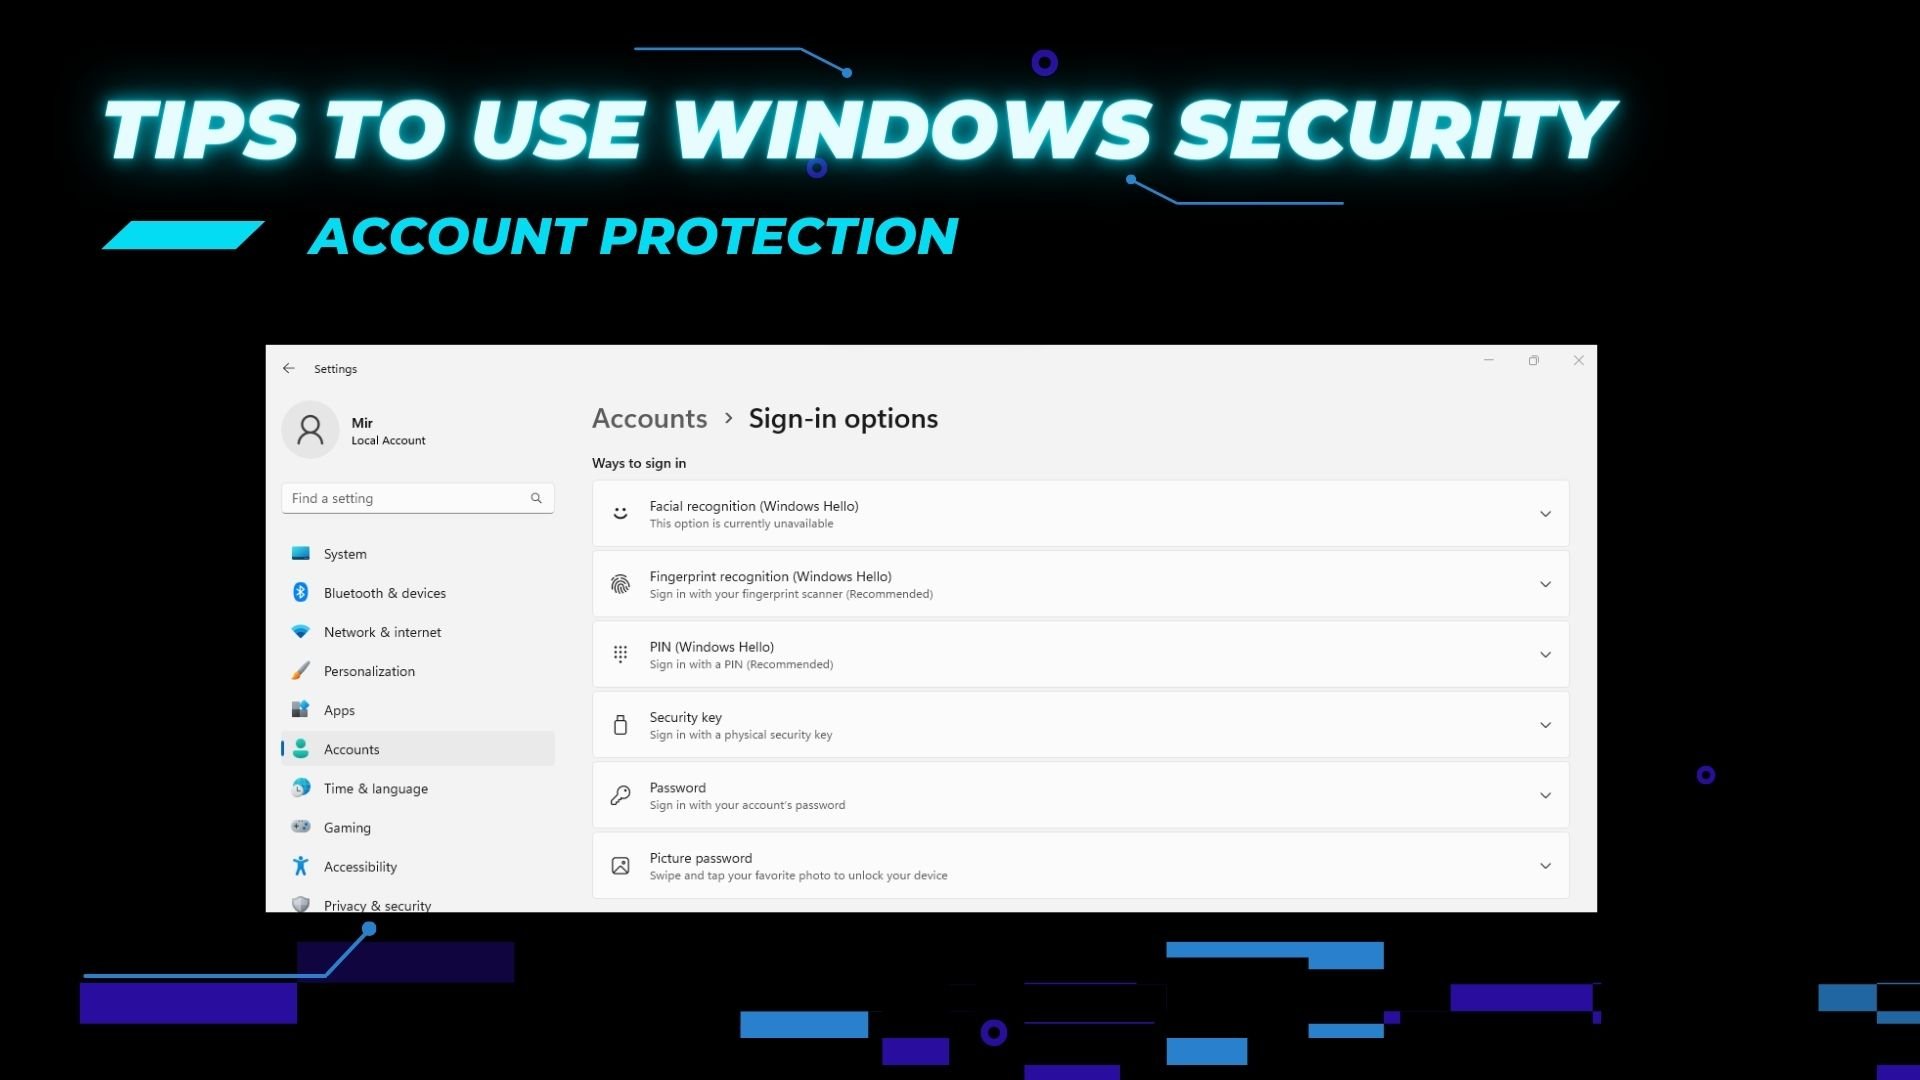 TIPS TO USE WINDOWS SECURITY
ACCOUNT PROTECTION
Settings
Mir
Local Account
Find a setting
System
Bluetooth & devices
Network & internet
Personalization
Apps
Accounts
Time & language
Gaming
Accessibility
Privacy & security
Accounts > Sign-in options
Ways to sign in
Facial recognition (Windows Hello)
This option is currently unavailable
Fingerprint recognition (Windows Hello)
Sign in with your fingerprint scanner (Recommended)
PIN (Windows Hello)
Sign in with a PIN (Recommended)
Security key
Sign in with a physical security key
Password
Sign in with your account's password
Picture password
Swipe and tap your favorite photo to unlock your device